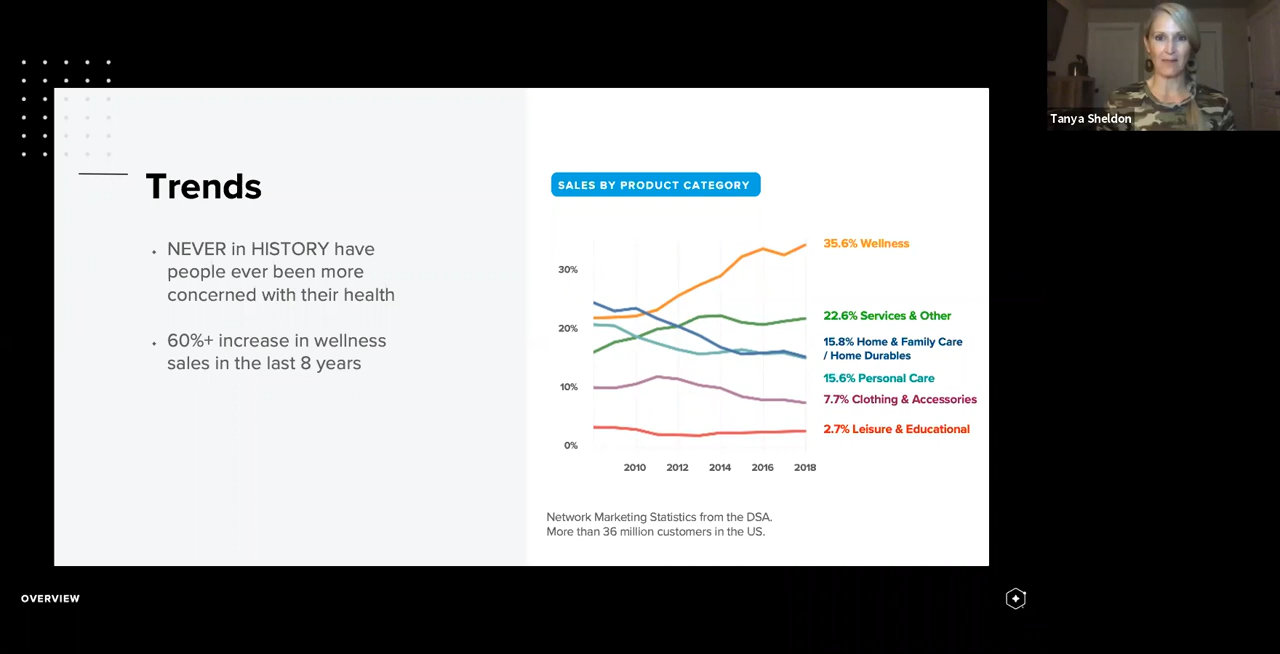 Tanya Sheldon
Trends
NEVER in HISTORY have
people ever been more
concerned with their health
60%+ increase in wellness
sales in the last 8 years
SALES BY PRODUCT CATEGORY
30%
20%
10%
0%
2010 2012 2014 2016 2018
35.6% Wellness
22.6% Services & Other
15.8% Home & Family Care
/ Home Durables
15.6% Personal Care
7.7% Clothing & Accessories
2.7% Leisure & Educational
Network Marketing Statistics from the DSA.
More than 36 million customers in the US.
OVERVIEW